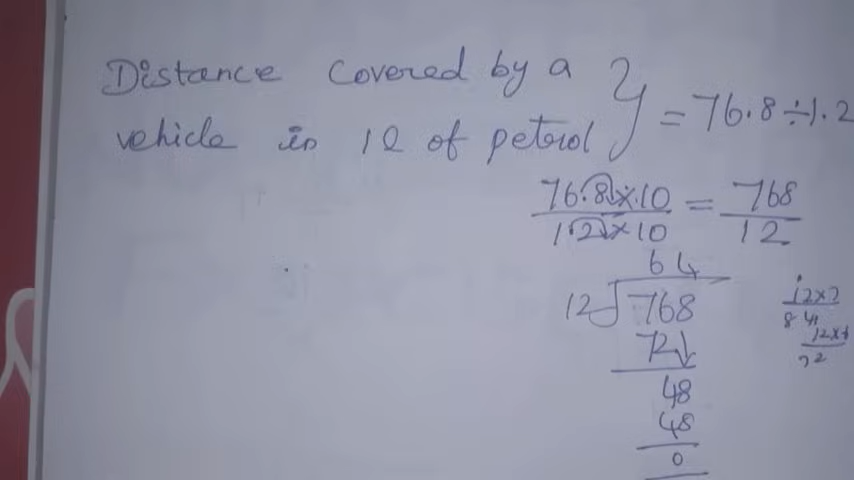 Distance covered by a
vehicle in 1l of petrol } = 76.8 ÷ 1.2
76.8 × 10 / 1.2 × 10 = 768 / 12
64
12 ) 768
72↓
48
48
0
12×7
84
12×6
72